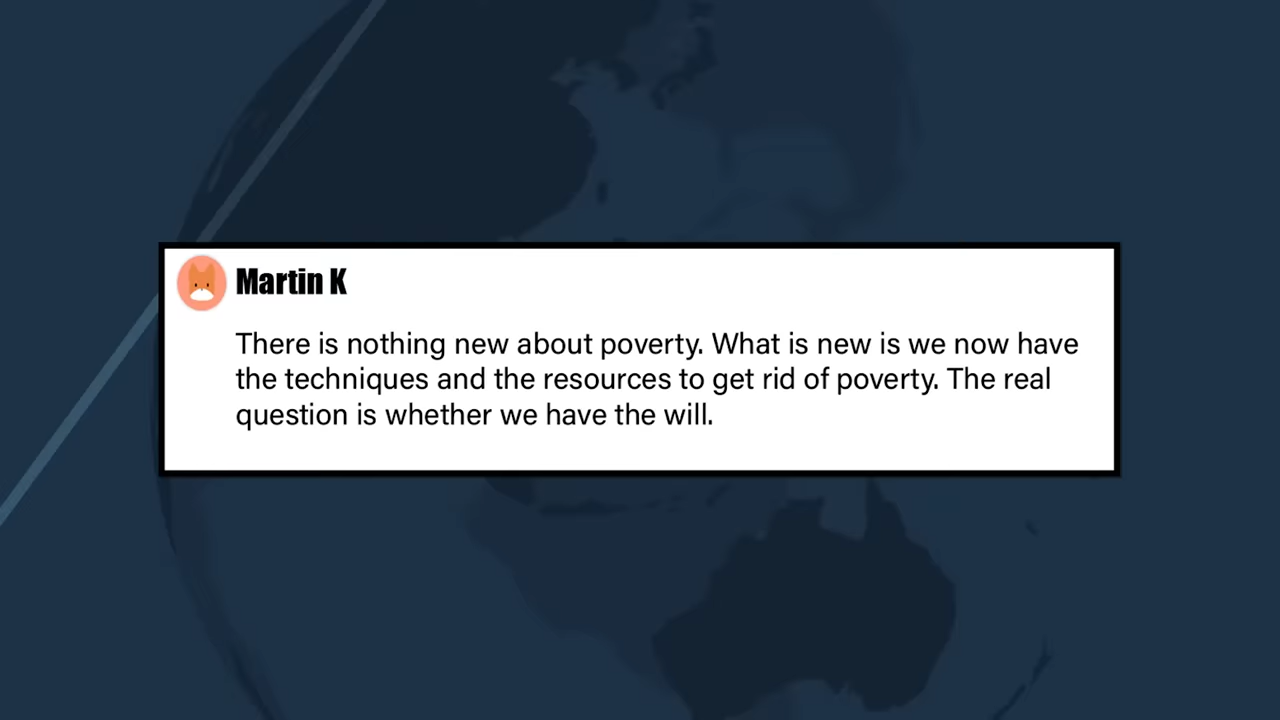 Martin K
There is nothing new about poverty. What is new is we now have
the techniques and the resources to get rid of poverty. The real
question is whether we have the will.